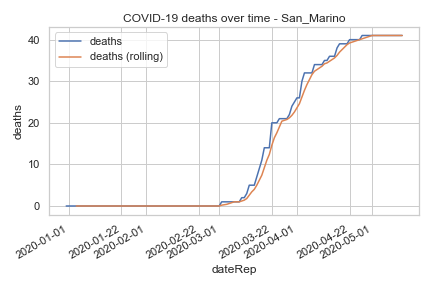 COVID-19 deaths over time - San_Marino
deaths
deaths (rolling)
deaths
40
30
20
10
0
2020-01-01
2020-01-22
2020-02-01
2020-02-22
2020-03-01
2020-03-22
2020-04-01
2020-04-22
2020-05-01
dateRep